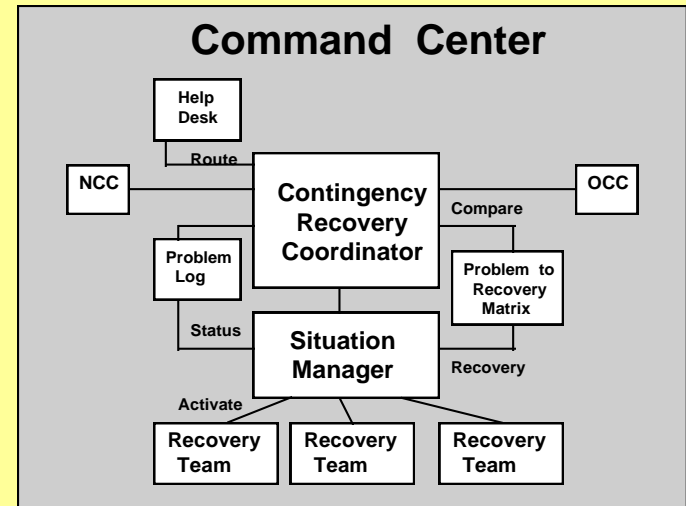 Command Center
Help
Desk
Route
NCC
Contingency
Recovery
Coordinator
OCC
Compare
Problem
Log
Problem to
Recovery
Matrix
Status
Situation
Manager
Recovery
Activate
Recovery
Team
Recovery
Team
Recovery
Team